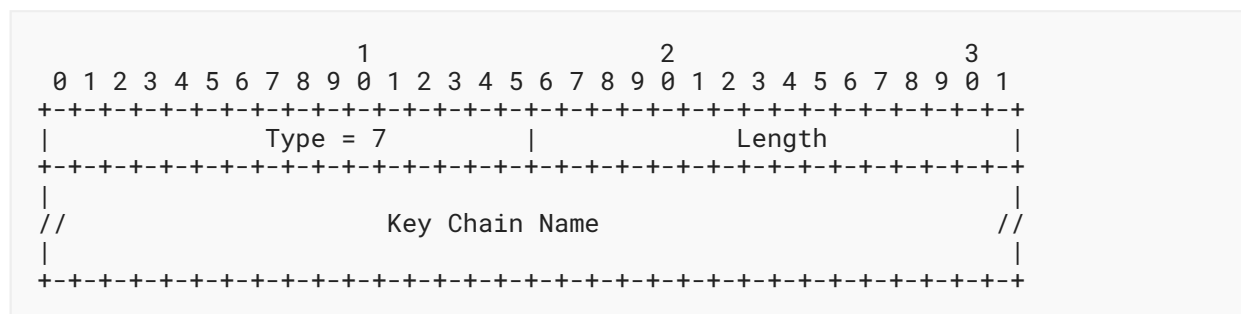 1                   2                   3
 0 1 2 3 4 5 6 7 8 9 0 1 2 3 4 5 6 7 8 9 0 1 2 3 4 5 6 7 8 9 0 1
+-+-+-+-+-+-+-+-+-+-+-+-+-+-+-+-+-+-+-+-+-+-+-+-+-+-+-+-+-+-+-+-+
|              Type = 7         |             Length            |
+-+-+-+-+-+-+-+-+-+-+-+-+-+-+-+-+-+-+-+-+-+-+-+-+-+-+-+-+-+-+-+-+
|                                                               |
//                     Key Chain Name                          //
|                                                               |
+-+-+-+-+-+-+-+-+-+-+-+-+-+-+-+-+-+-+-+-+-+-+-+-+-+-+-+-+-+-+-+-+